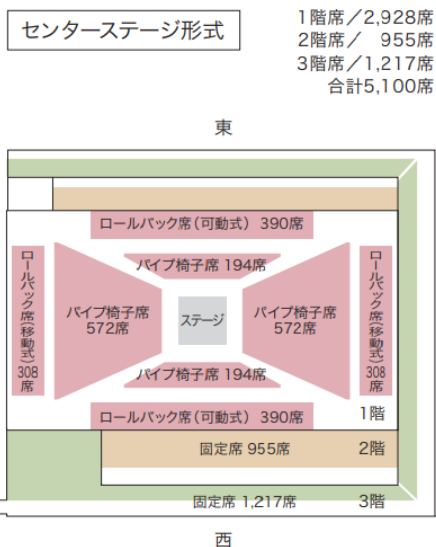 センターステージ形式
1階席／2,928席
2階席／　955席
3階席／1,217席
合計5,100席
東
ロールバック席(可動式) 390席
パイプ椅子席 194席
ロールバック席(移動式)308席
パイプ椅子席
572席
ステージ
パイプ椅子席
572席
ロールバック席(移動式)308席
パイプ椅子席 194席
ロールバック席(可動式) 390席
1階
固定席 955席
2階
固定席 1,217席
3階
西